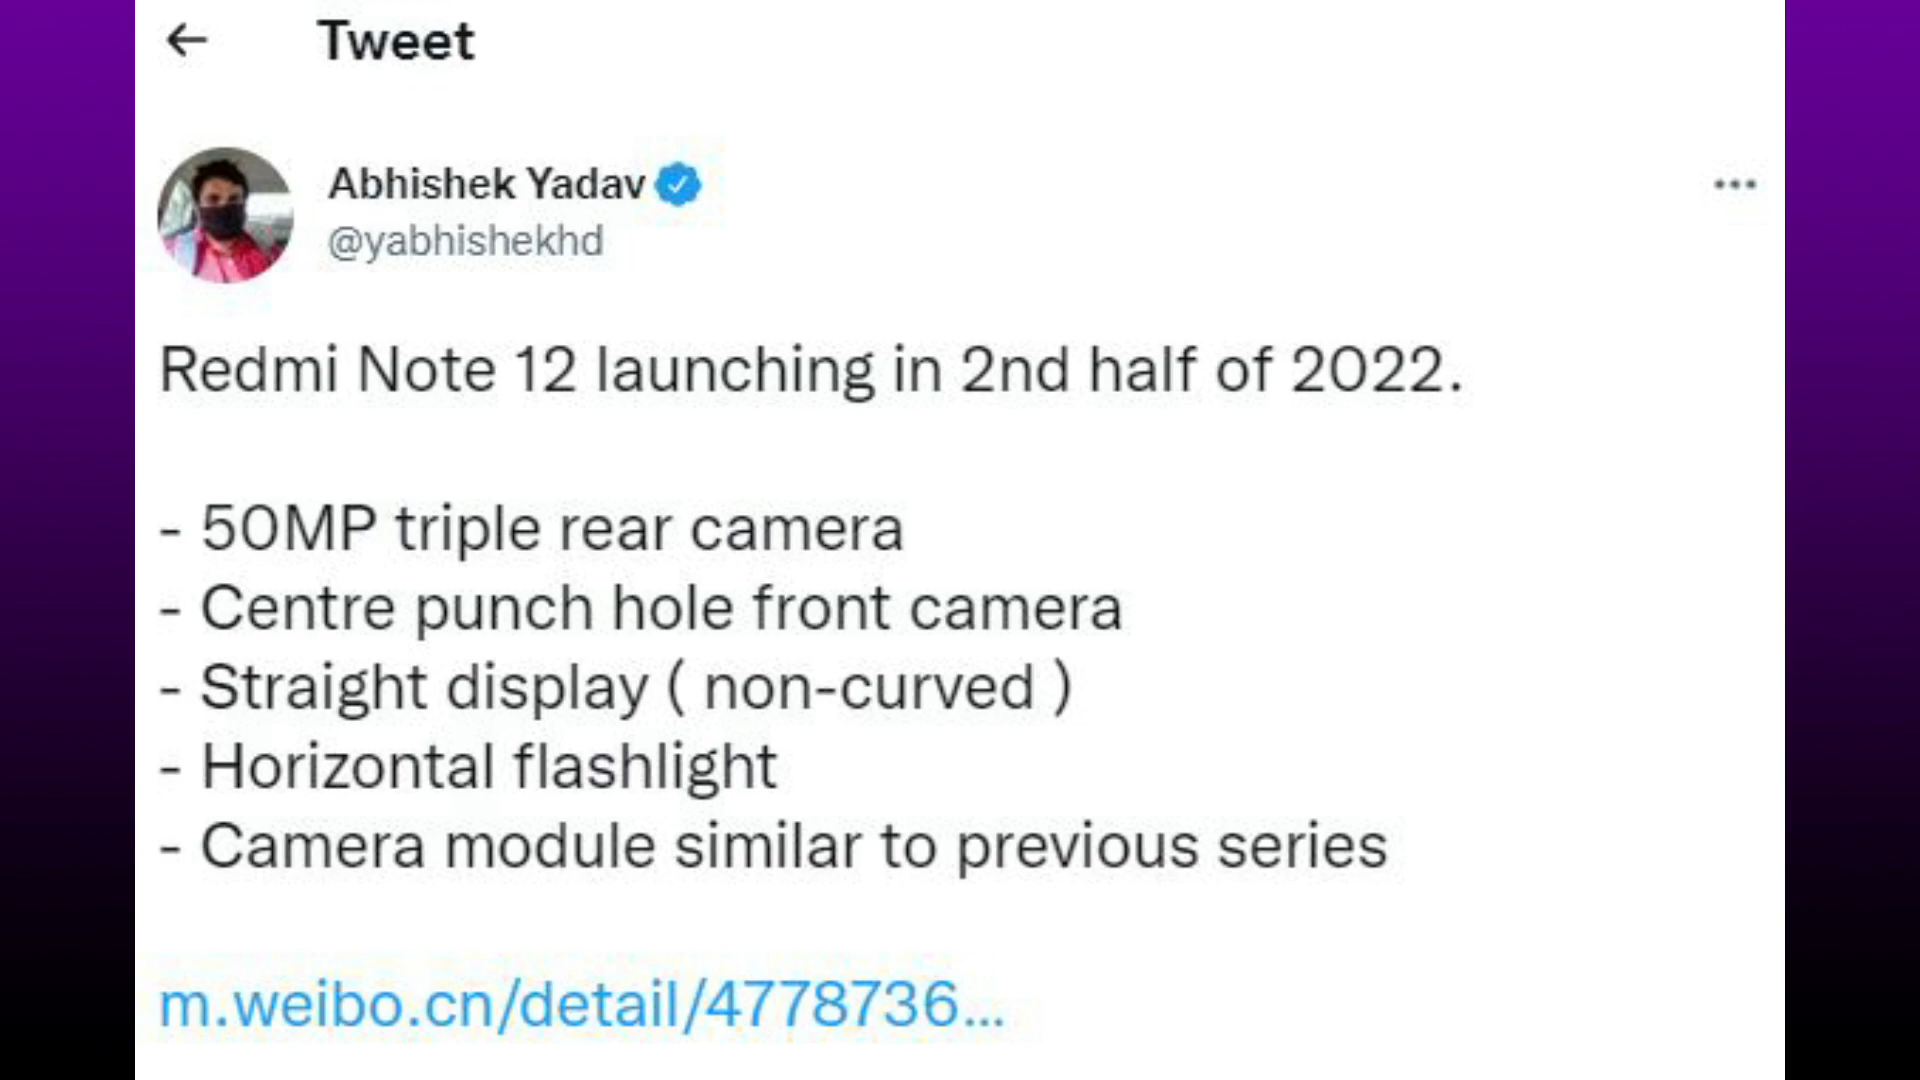 Tweet
Abhishek Yadav
@yabhishekhd
Redmi Note 12 launching in 2nd half of 2022.
- 50MP triple rear camera
- Centre punch hole front camera
- Straight display ( non-curved )
- Horizontal flashlight
- Camera module similar to previous series
m.weibo.cn/detail/4778736...